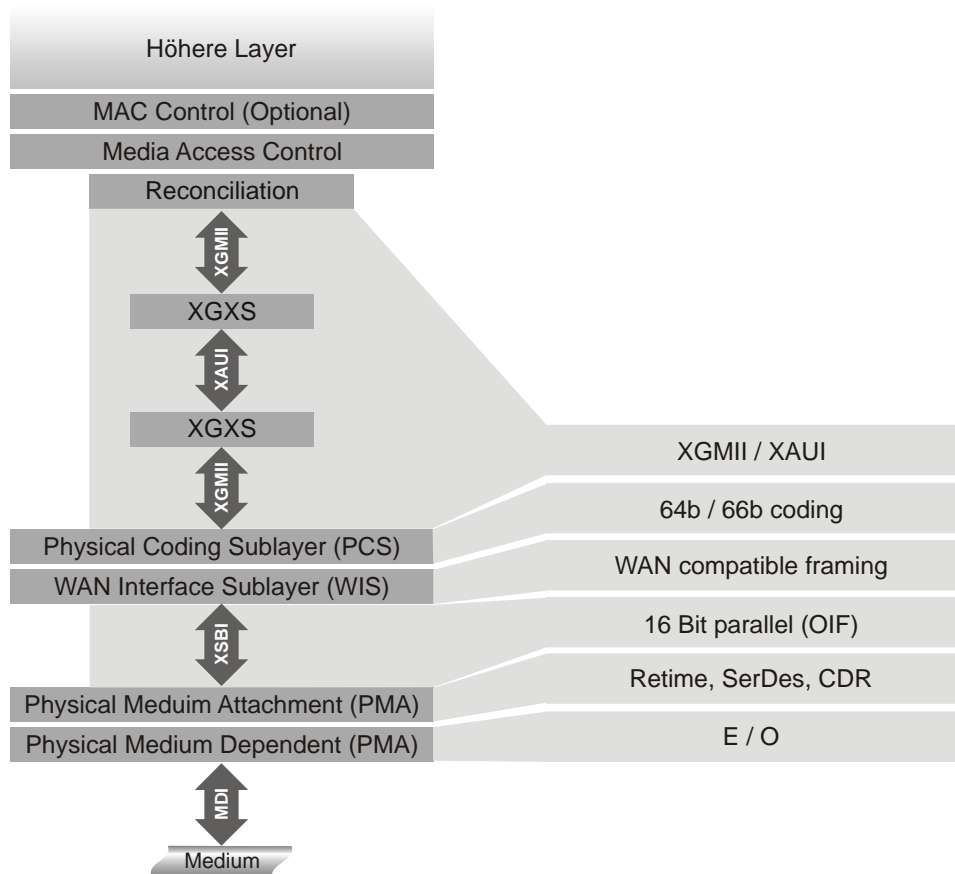 Höhere Layer
MAC Control (Optional)
Media Access Control
Reconciliation
XGMII
XGXS
XAUI
XGXS
XGMII
Physical Coding Sublayer (PCS)
WAN Interface Sublayer (WIS)
XSBI
Physical Meduim Attachment (PMA)
Physical Medium Dependent (PMA)
MDI
Medium
XGMII / XAUI
64b / 66b coding
WAN compatible framing
16 Bit parallel (OIF)
Retime, SerDes, CDR
E / O